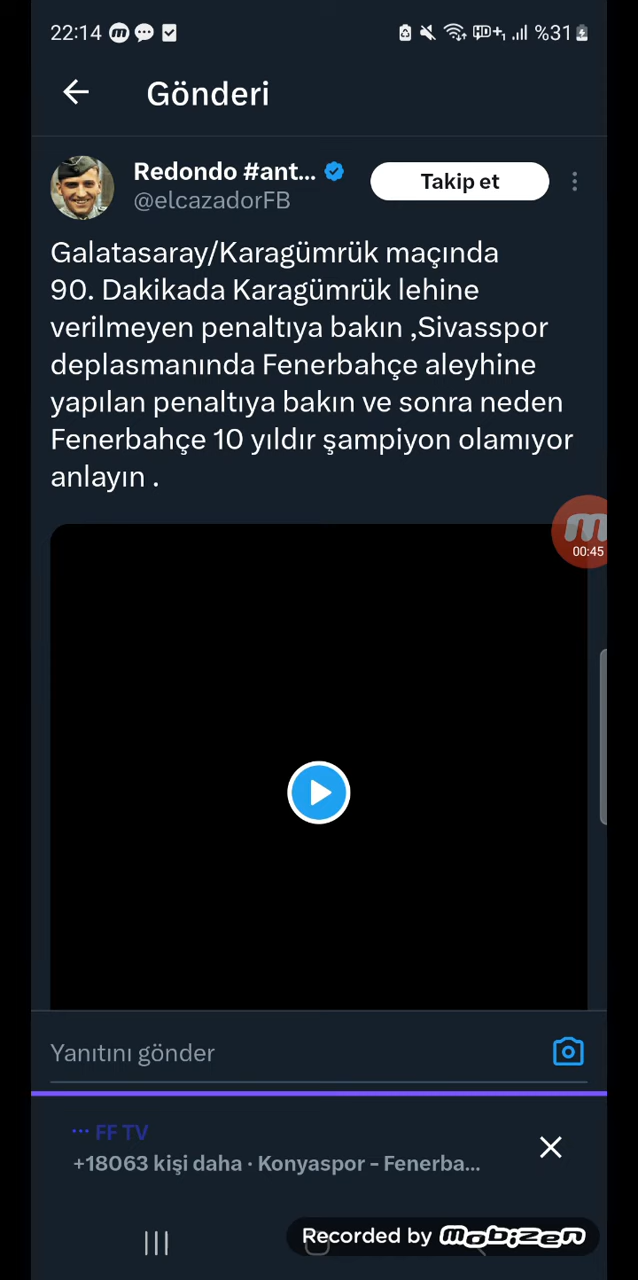 22:14 %31
Gönderi
Redondo #ant...
@elcazadorFB
Takip et
Galatasaray/Karagümrük maçında
90. Dakikada Karagümrük lehine
verilmeyen penaltıya bakın ,Sivasspor
deplasmanında Fenerbahçe aleyhine
yapılan penaltıya bakın ve sonra neden
Fenerbahçe 10 yıldır şampiyon olamıyor
anlayın .
00:45
Yanıtını gönder
FF TV
+18063 kişi daha · Konyaspor - Fenerba...
Recorded by mobizen